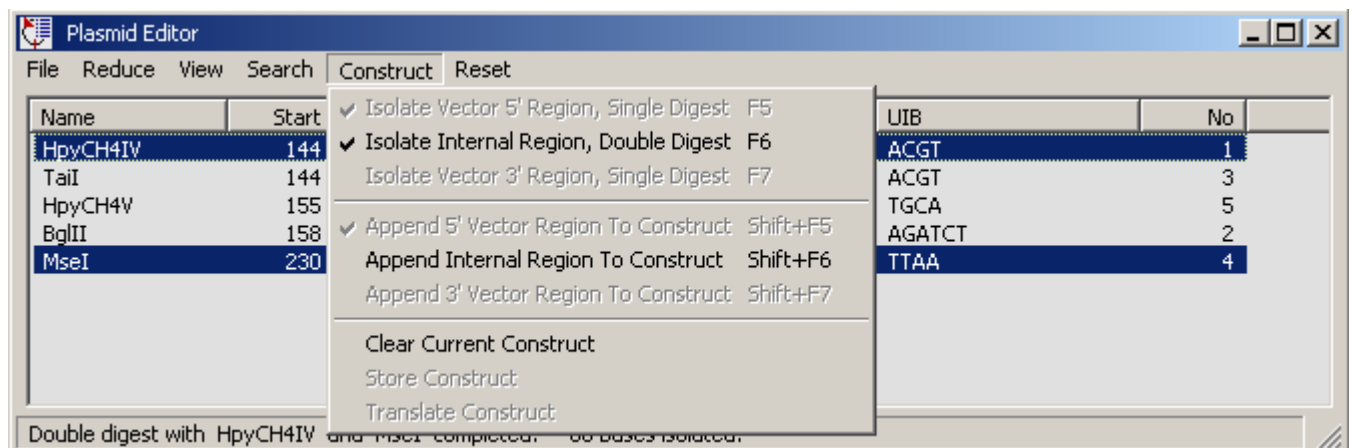 Plasmid Editor
File Reduce View Search Construct Reset
Name Start UIB No
HpyCH4IV 144 ACGT 1
TaiI 144 ACGT 3
HpyCH4V 155 TGCA 5
BglII 158 AGATCT 2
MseI 230 TTAA 4
Isolate Vector 5' Region, Single Digest F5
Isolate Internal Region, Double Digest F6
Isolate Vector 3' Region, Single Digest F7
Append 5' Vector Region To Construct Shift+F5
Append Internal Region To Construct Shift+F6
Append 3' Vector Region To Construct Shift+F7
Clear Current Construct
Store Construct
Translate Construct
Double digest with HpyCH4IV and MseI completed. bases isolated.